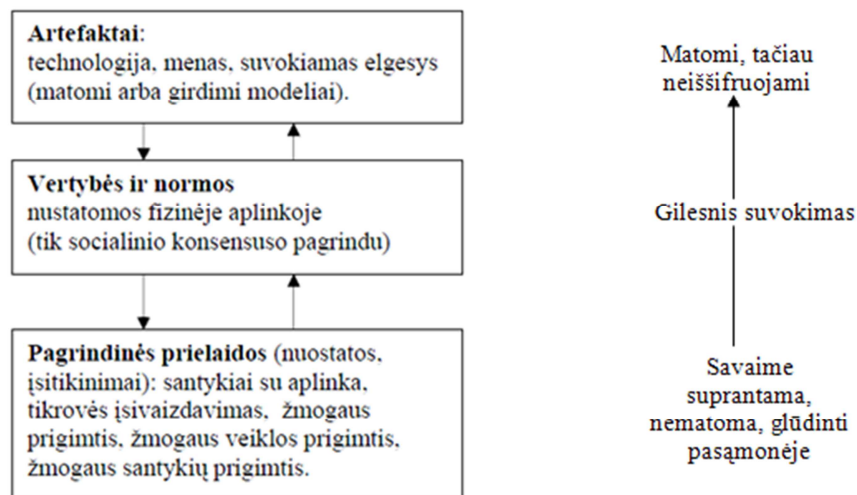 Artefaktai:
technologija, menas, suvokiamas elgesys
(matomi arba girdimi modeliai).
Vertybės ir normos
nustatomos fizinėje aplinkoje
(tik socialinio konsensuso pagrindu)
Pagrindinės prielaidos (nuostatos,
įsitikinimai): santykiai su aplinka,
tikrovės įsivaizdavimas, žmogaus
prigimtis, žmogaus veiklos prigimtis,
žmogaus santykių prigimtis.
Matomi, tačiau
neiššifruojami
Gilesnis suvokimas
Savaime
suprantama,
nematoma, glūdinti
pasąmonėje